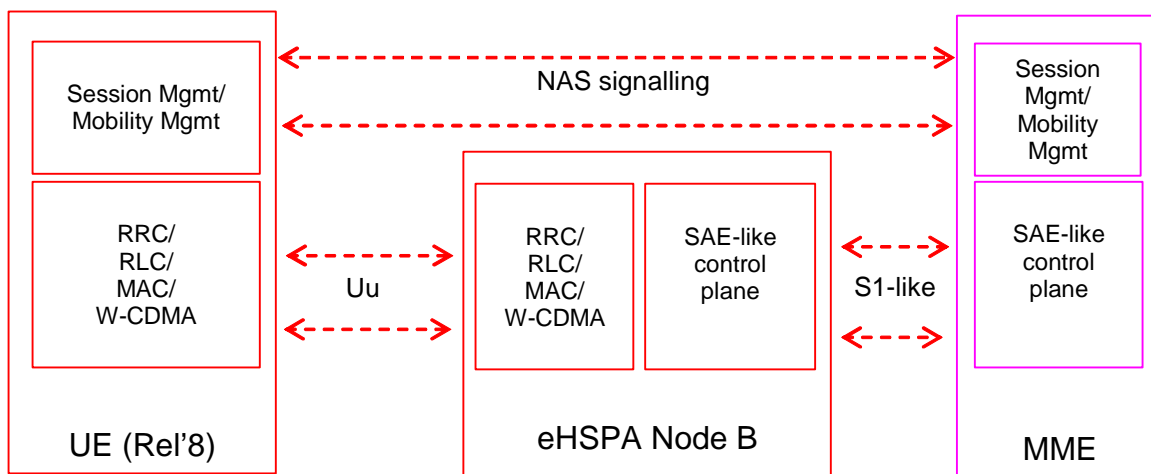 Session Mgmt/
Mobility Mgmt
NAS signalling
Session
Mgmt/
Mobility
Mgmt
RRC/
RLC/
MAC/
W-CDMA
Uu
RRC/
RLC/
MAC/
W-CDMA
SAE-like
control
plane
S1-like
SAE-like
control
plane
UE (Rel’8)
eHSPA Node B
MME